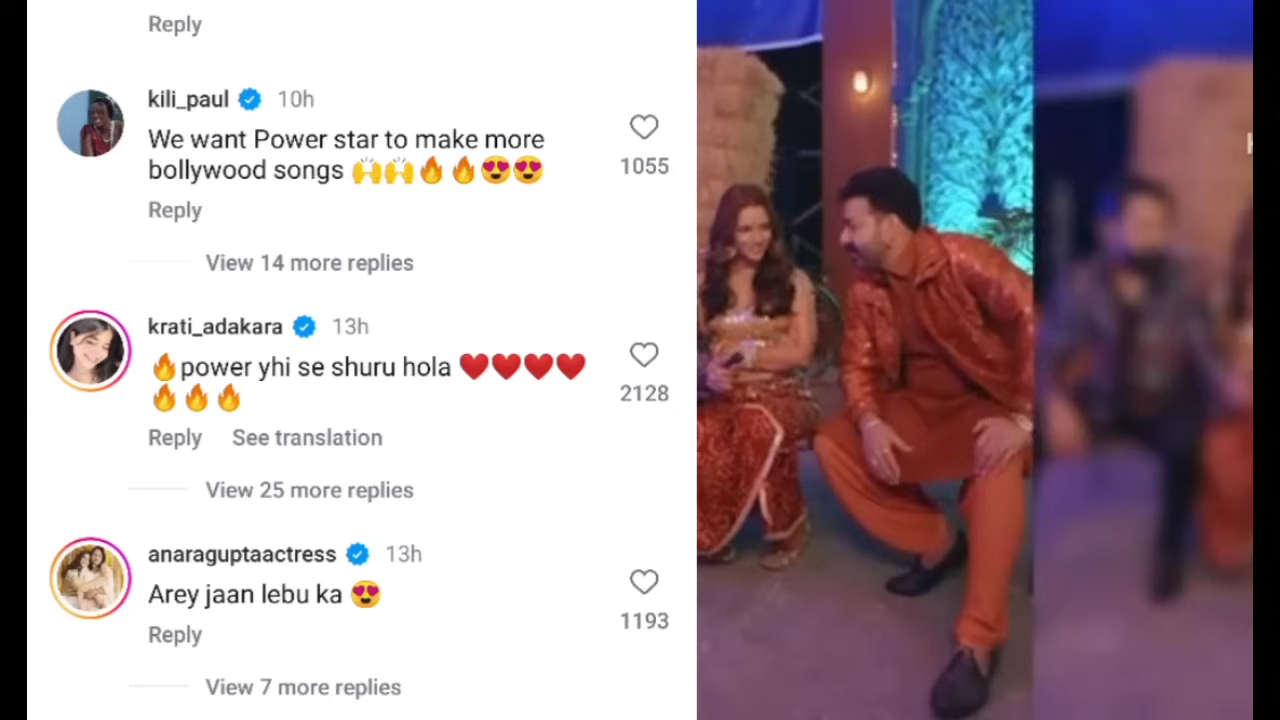 Reply
kili_paul 10h
We want Power star to make more
bollywood songs 🙌🙌🔥🔥😍😍
1055
Reply
View 14 more replies
krati_adakara 13h
🔥power yhi se shuru hola ❤️❤️❤️❤️
🔥🔥🔥
2128
Reply See translation
View 25 more replies
anaraguptaactress 13h
Arey jaan lebu ka 😍
1193
Reply
View 7 more replies